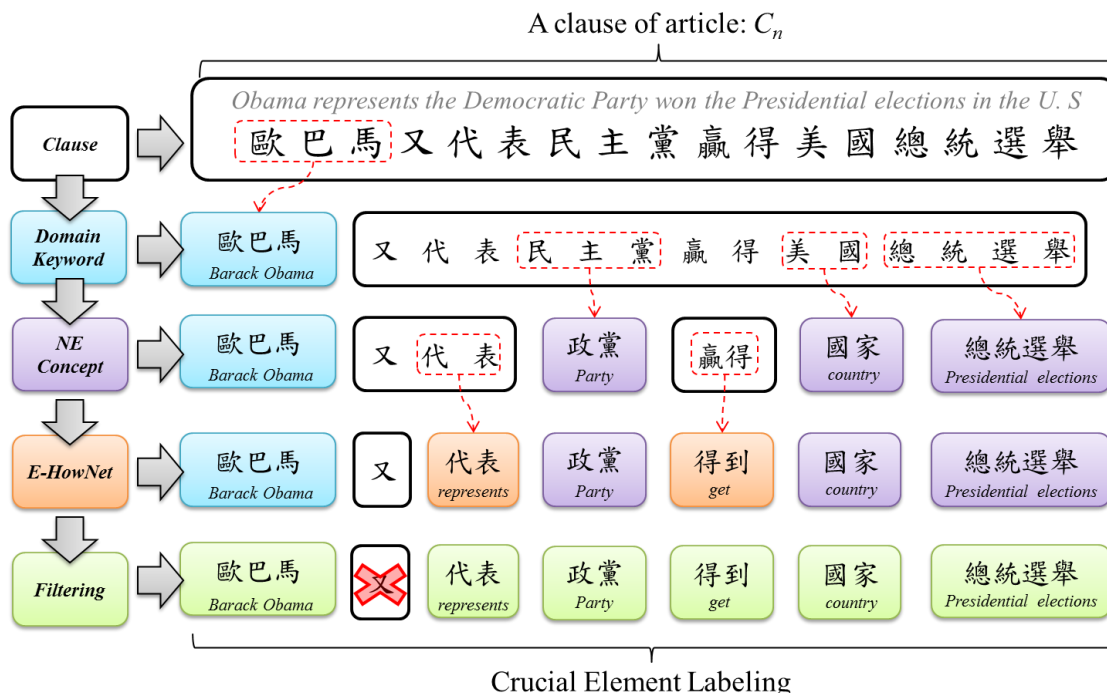 A clause of article: Cn
Clause
Obama represents the Democratic Party won the Presidential elections in the U. S
歐巴馬又代表民主黨贏得美國總統選舉
Domain Keyword
歐巴馬
Barack Obama
又代表民主黨贏得美國總統選舉
NE Concept
歐巴馬
Barack Obama
又代表
政黨
Party
贏得
國家
country
總統選舉
Presidential elections
E-HowNet
歐巴馬
Barack Obama
又
代表
represents
政黨
Party
得到
get
國家
country
總統選舉
Presidential elections
Filtering
歐巴馬
Barack Obama
又
代表
represents
政黨
Party
得到
get
國家
country
總統選舉
Presidential elections
Crucial Element Labeling